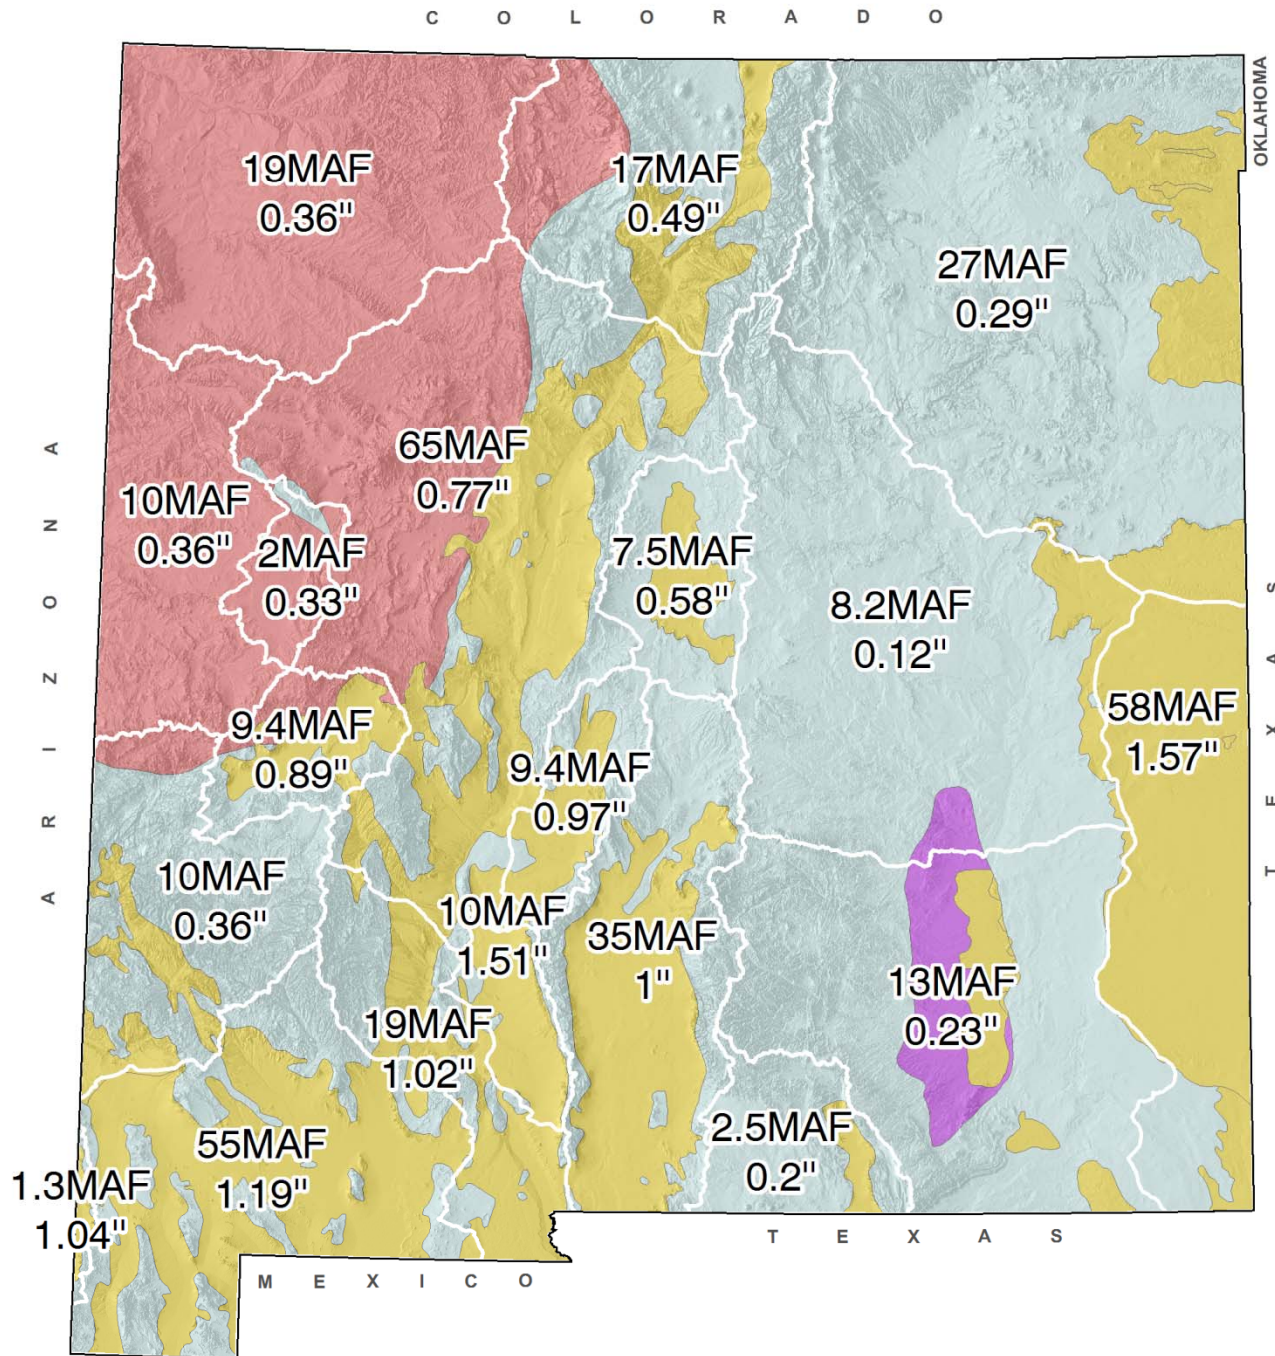 COLORADO
OKLAHOMA
19MAF
0.36"
17MAF
0.49"
27MAF
0.29"
ARIZONA
65MAF
0.77"
10MAF
0.36"
2MAF
0.33"
7.5MAF
0.58"
8.2MAF
0.12"
TEXAS
58MAF
1.57"
9.4MAF
0.89"
9.4MAF
0.97"
10MAF
0.36"
10MAF
1.51"
35MAF
1"
13MAF
0.23"
19MAF
1.02"
2.5MAF
0.2"
55MAF
1.19"
1.3MAF
1.04"
TEXAS
MEXICO